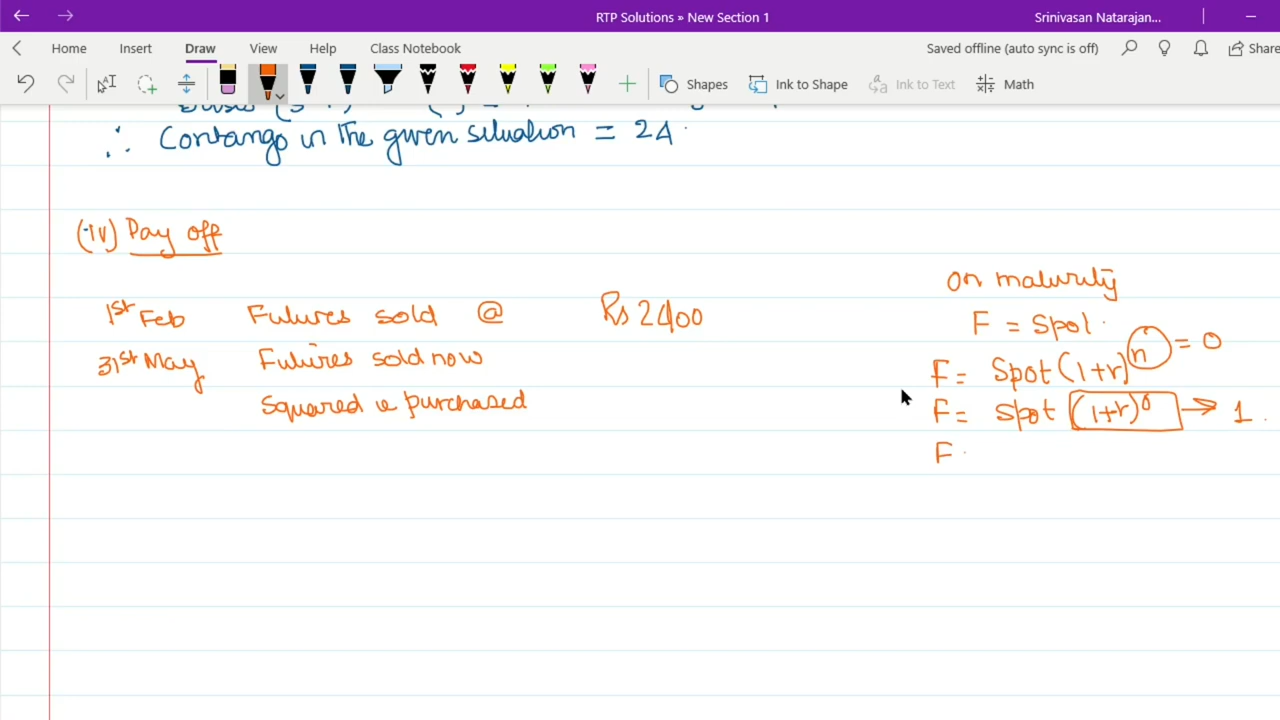 RTP Solutions » New Section 1
Srinivasan Natarajan...
Home Insert Draw View Help Class Notebook
Saved offline (auto sync is off)
Share
Shapes Ink to Shape Ink to Text Math
∴ Contango in the given situation = 24.
(iv) Pay off
1st Feb Futures sold @ Rs 2400
31st May Futures sold now
squared ie purchased
On maturity
F = Spot.
F = Spot (1+r)^n = 0
F = Spot (1+r)^0 → 1.
F